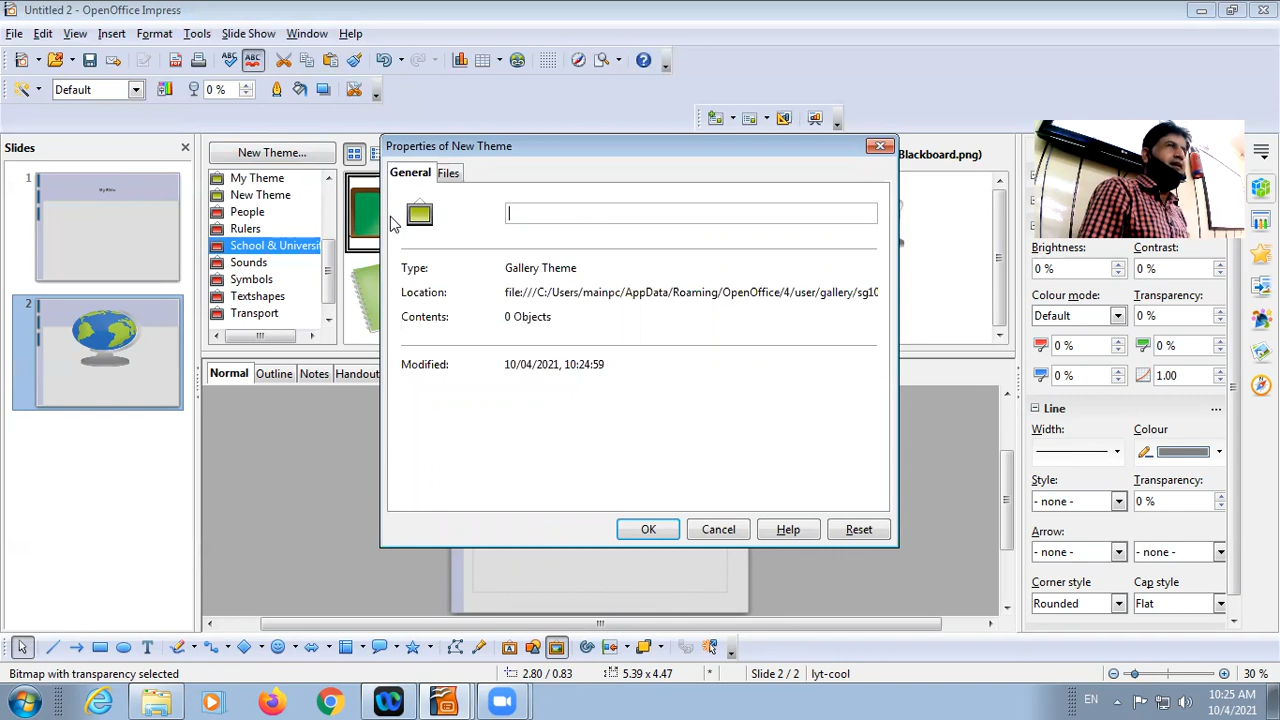 Untitled 2 - OpenOffice Impress
File Edit View Insert Format Tools Slide Show Window Help
Default
0 %
Slides
New Theme...
Properties of New Theme
Blackboard.png)
General
Files
1
My Theme
New Theme
People
Rulers
School & Universit
Sounds
Symbols
Textshapes
Transport
Type:
Gallery Theme
Location:
file:///C:/Users/mainpc/AppData/Roaming/OpenOffice/4/user/gallery/sg10
Contents:
0 Objects
Modified:
10/04/2021, 10:24:59
Brightness:
Contrast:
0 %
0 %
Colour mode:
Transparency:
Default
0 %
0 %
0 %
0 %
1.00
2
Normal
Outline
Notes
Handout
Line
Width:
Colour
Style:
Transparency:
- none -
0 %
Arrow:
- none -
- none -
Corner style
Cap style
Rounded
Flat
OK
Cancel
Help
Reset
Bitmap with transparency selected
2.80 / 0.83
5.39 x 4.47
*
Slide 2 / 2
lyt-cool
30 %
EN
10:25 AM
10/4/2021